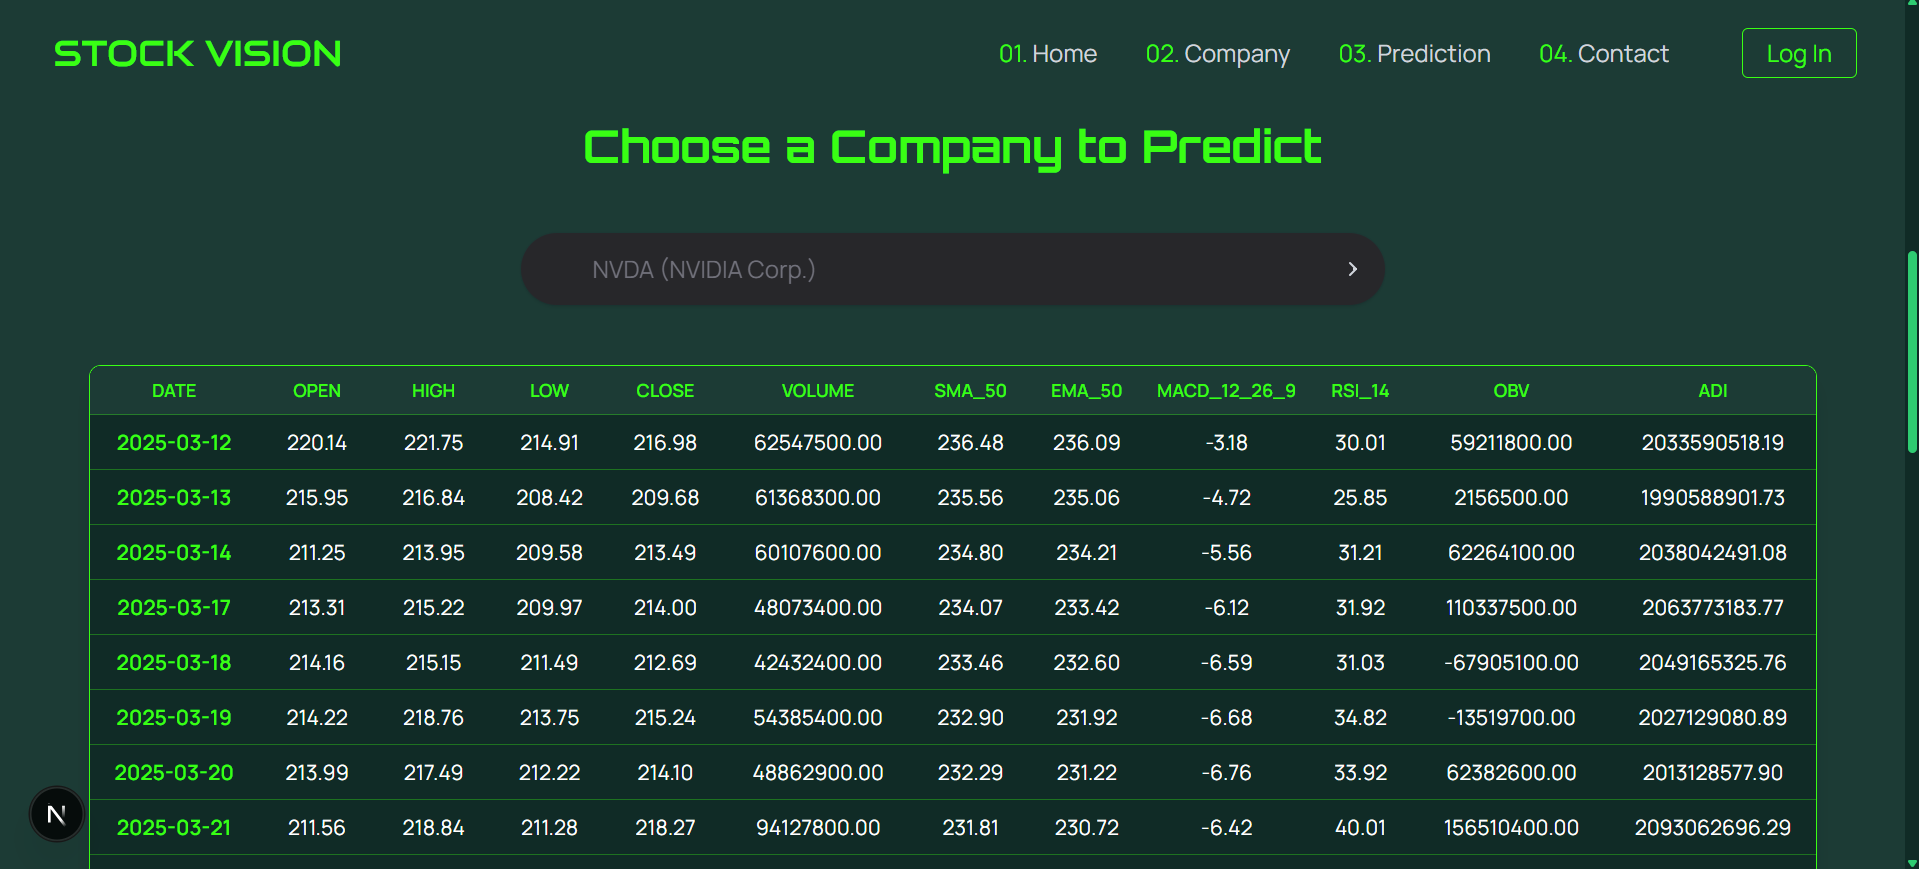 STOCK VISION 01. Home 02. Company 03. Prediction 04. Contact Log In
Choose a Company to Predict
NVDA (NVIDIA Corp.)
DATE OPEN HIGH LOW CLOSE VOLUME SMA_50 EMA_50 MACD_12_26_9 RSI_14 OBV ADI
2025-03-12 220.14 221.75 214.91 216.98 62547500.00 236.48 236.09 -3.18 30.01 59211800.00 2033590518.19
2025-03-13 215.95 216.84 208.42 209.68 61368300.00 235.56 235.06 -4.72 25.85 2156500.00 1990588901.73
2025-03-14 211.25 213.95 209.58 213.49 60107600.00 234.80 234.21 -5.56 31.21 62264100.00 2038042491.08
2025-03-17 213.31 215.22 209.97 214.00 48073400.00 234.07 233.42 -6.12 31.92 110337500.00 2063773183.77
2025-03-18 214.16 215.15 211.49 212.69 42432400.00 233.46 232.60 -6.59 31.03 -67905100.00 2049165325.76
2025-03-19 214.22 218.76 213.75 215.24 54385400.00 232.90 231.92 -6.68 34.82 -13519700.00 2027129080.89
2025-03-20 213.99 217.49 212.22 214.10 48862900.00 232.29 231.22 -6.76 33.92 62382600.00 2013128577.90
N
2025-03-21 211.56 218.84 211.28 218.27 94127800.00 231.81 230.72 -6.42 40.01 156510400.00 2093062696.29